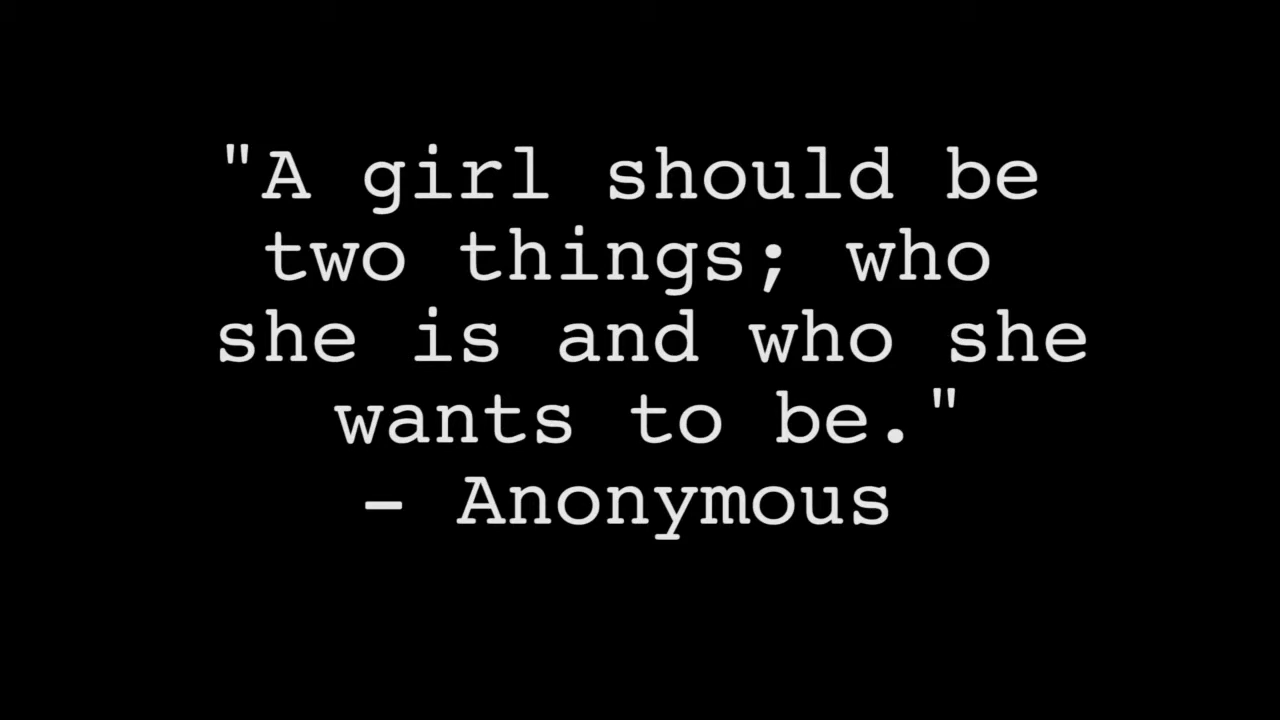 "A girl should be
two things; who
she is and who she
wants to be."
- Anonymous